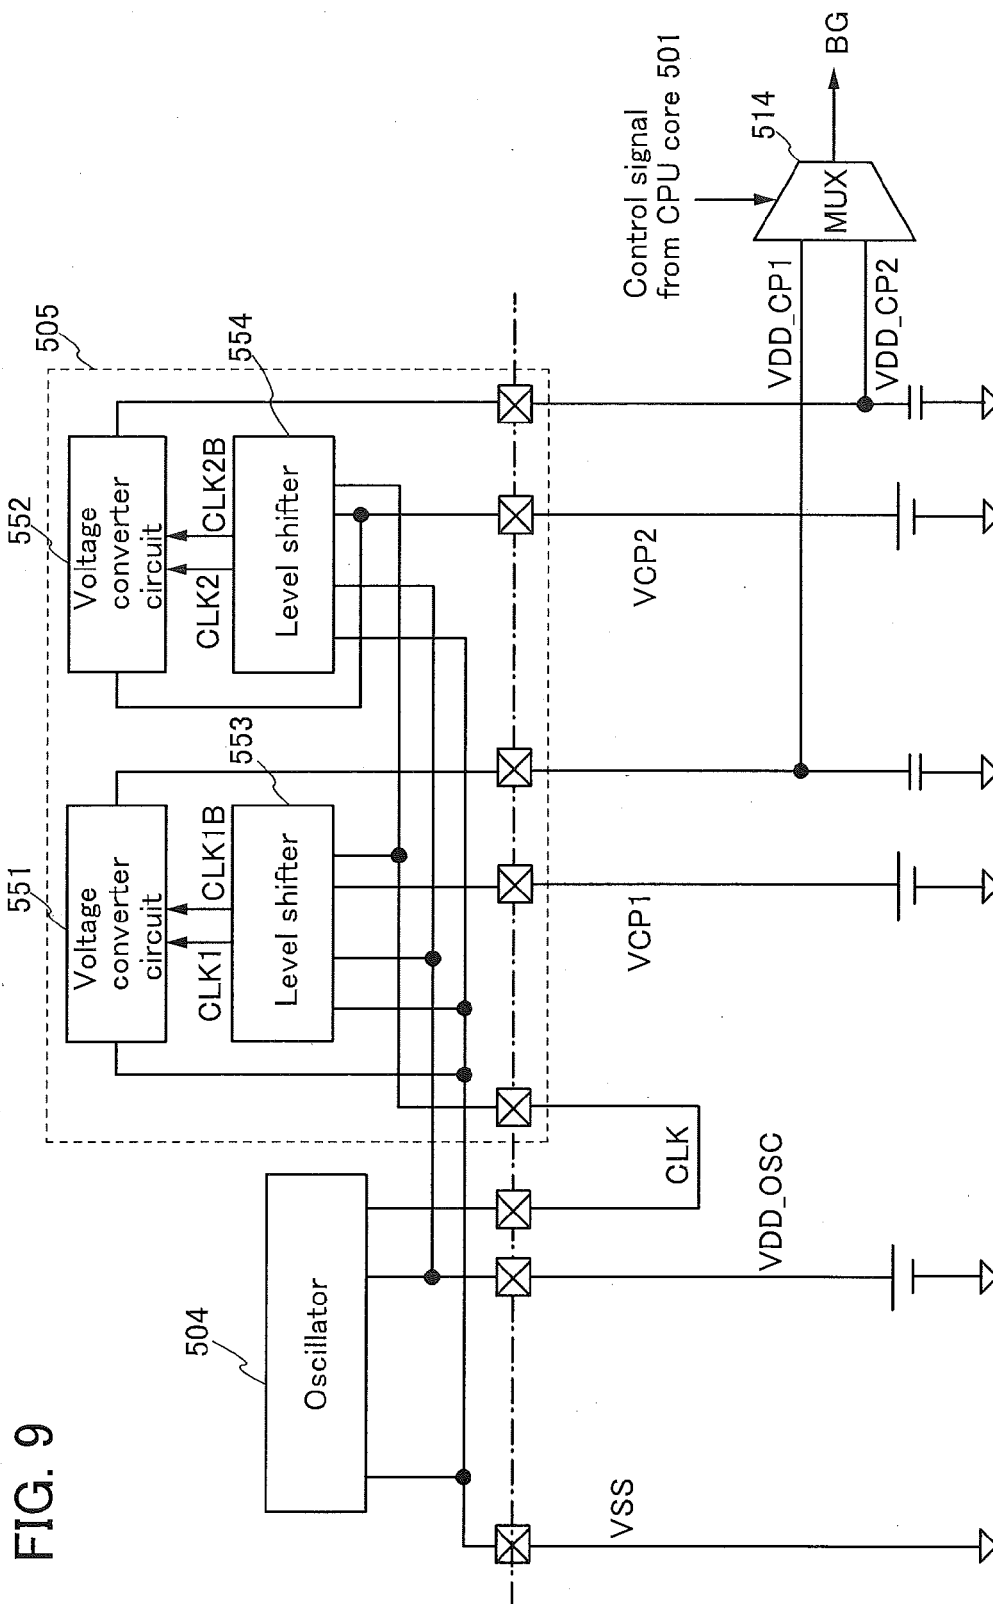 FIG. 9
505
551
Voltage
converter
circuit
552
Voltage
converter
circuit
CLK1
CLK1B
553
CLK2
CLK2B
554
504
Oscillator
Level shifter
Level shifter
VSS
VDD_OSC
CLK
VCP1
VCP2
Control signal
from CPU core 501
514
VDD_CP1
VDD_CP2
MUX
BG